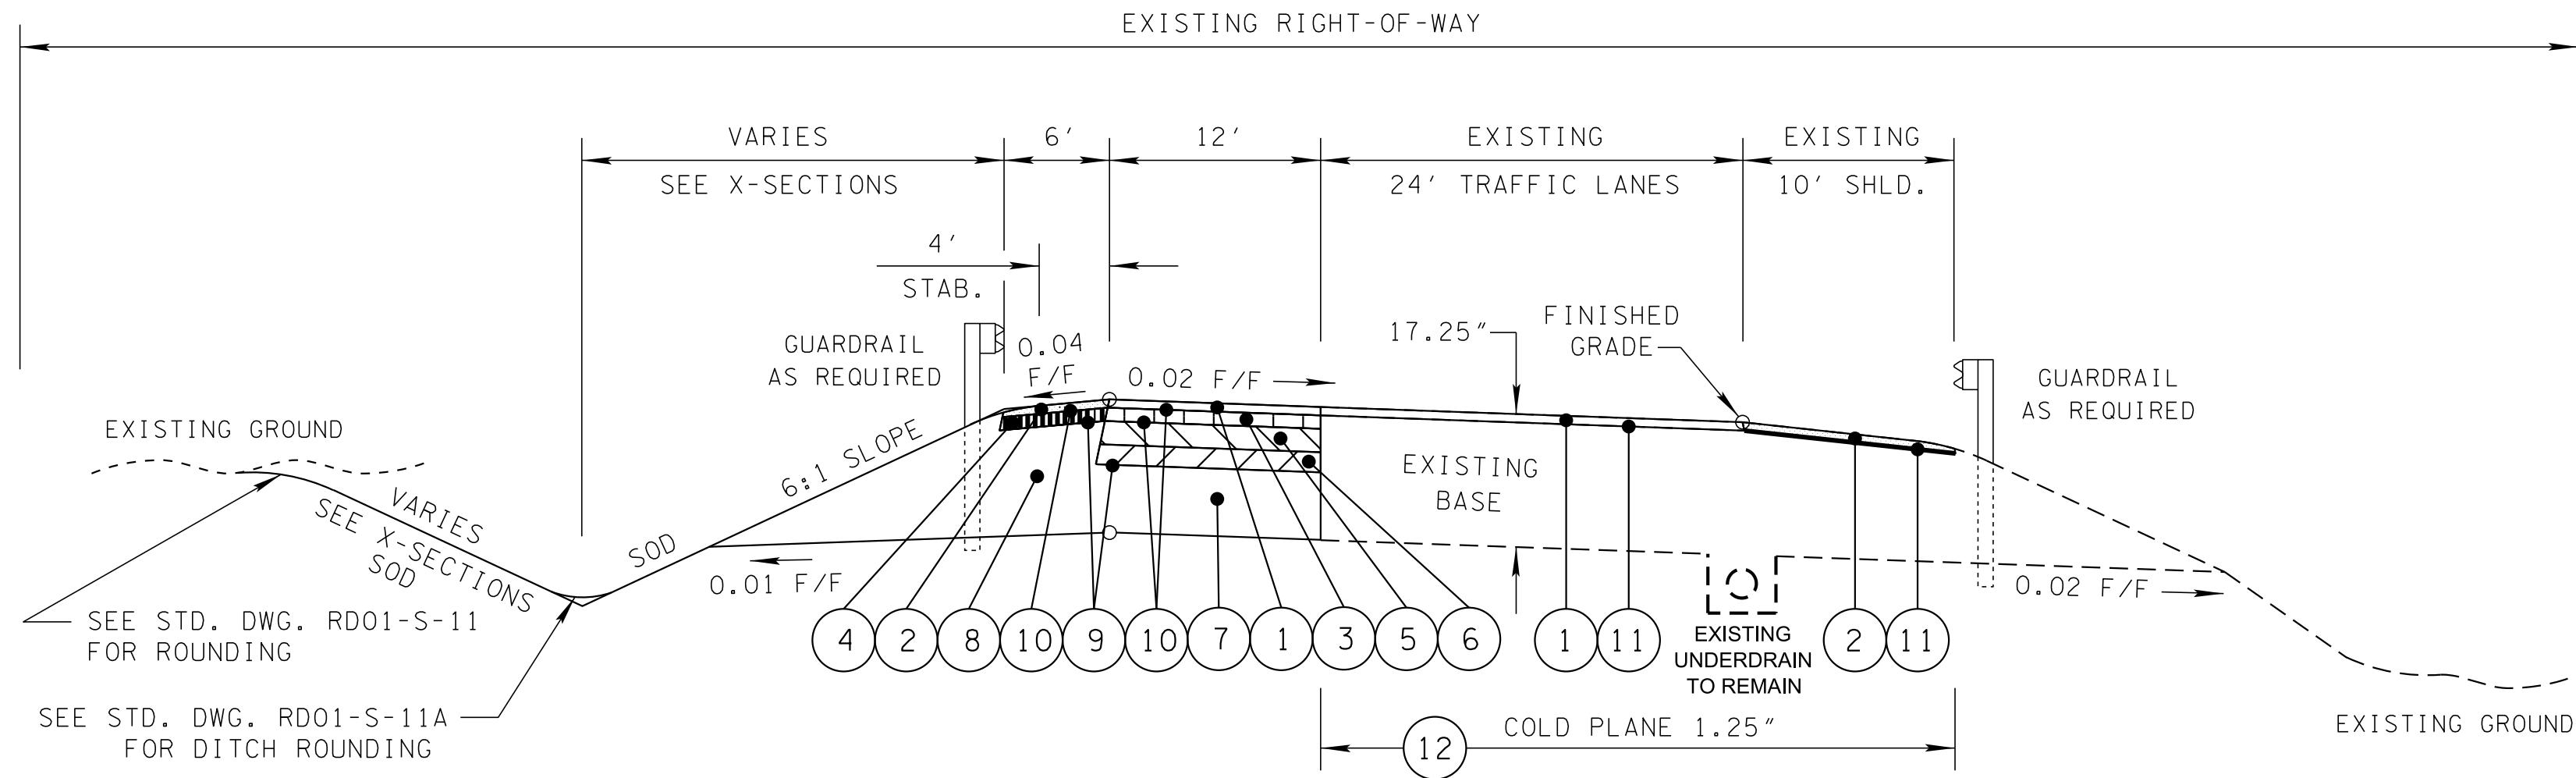 EXISTING RIGHT-OF-WAY
VARIES
6'
12'
EXISTING
EXISTING
SEE X-SECTIONS
24' TRAFFIC LANES
10' SHLD.
4'
STAB.
GUARDRAIL
AS REQUIRED
0.04
F/F
0.02 F/F
17.25"
FINISHED
GRADE
GUARDRAIL
AS REQUIRED
EXISTING GROUND
6:1 SLOPE
EXISTING
BASE
VARIES
SEE X-SECTIONS
SOD
SOD
0.01 F/F
0.02 F/F
SEE STD. DWG. RD01-S-11
FOR ROUNDING
4 2 8 10 9 10 7 1 3 5 6 1 11 2 11
EXISTING
UNDERDRAIN
TO REMAIN
SEE STD. DWG. RD01-S-11A
FOR DITCH ROUNDING
12
COLD PLANE 1.25"
EXISTING GROUND